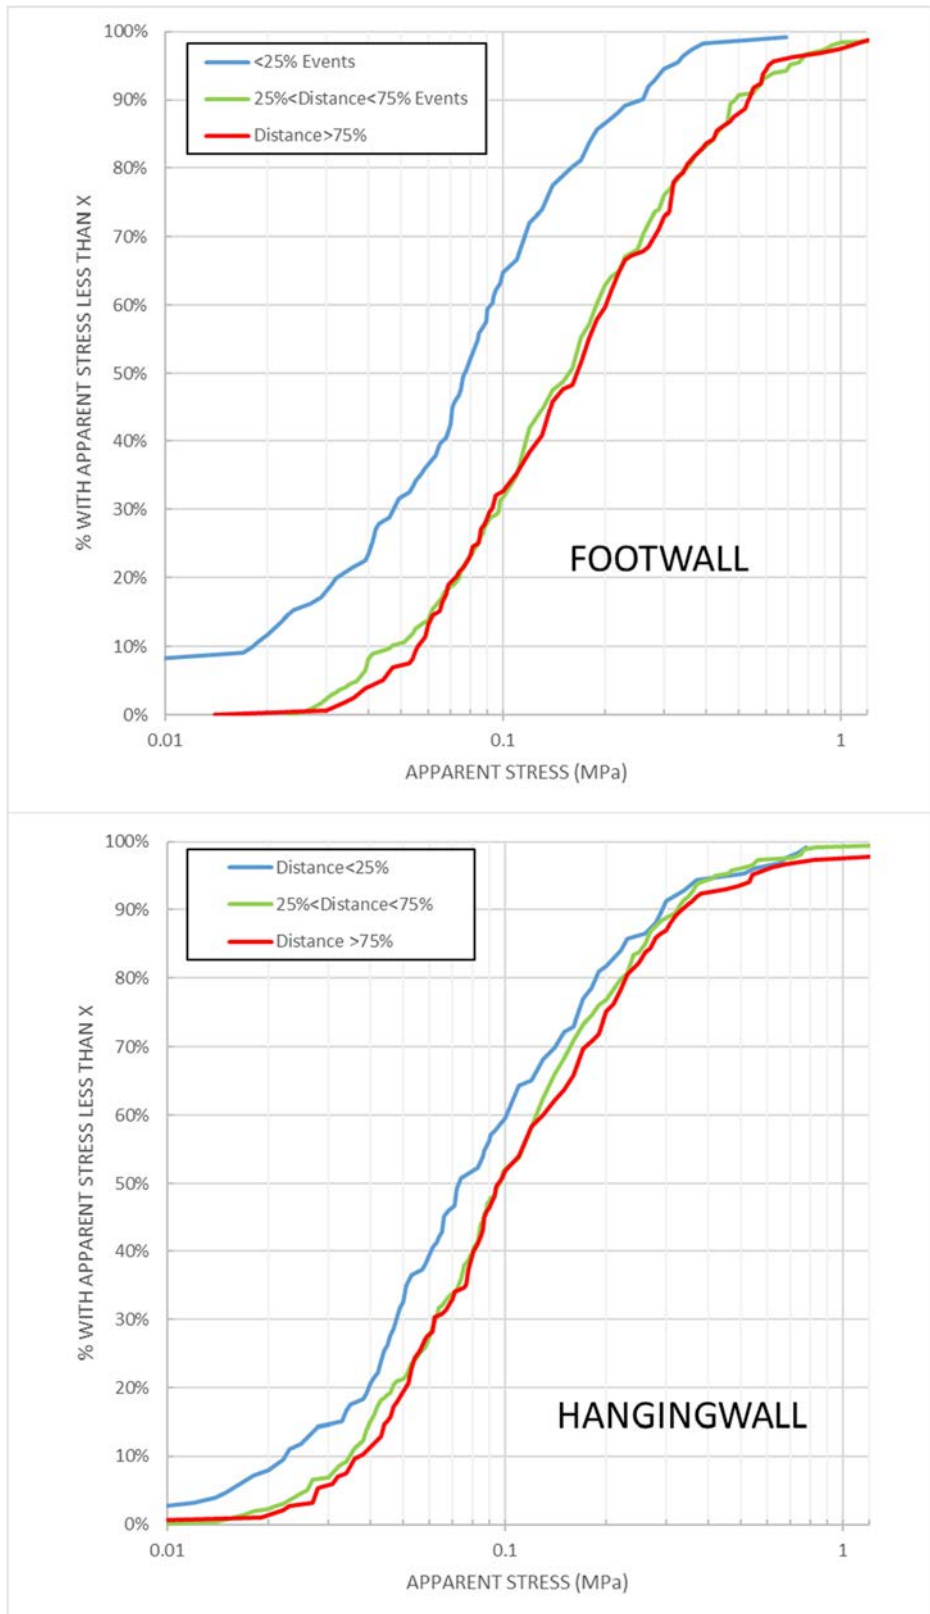 100%
90%
80%
70%
60%
50%
40%
30%
20%
10%
0%
% WITH APPARENT STRESS LESS THAN X
<25% Events
25%<Distance<75% Events
Distance>75%
FOOTWALL
0.01 0.1 1
APPARENT STRESS (MPa)
100%
90%
80%
70%
60%
50%
40%
30%
20%
10%
0%
% WITH APPARENT STRESS LESS THAN X
Distance<25%
25%<Distance<75%
Distance >75%
HANGINGWALL
0.01 0.1 1
APPARENT STRESS (MPa)